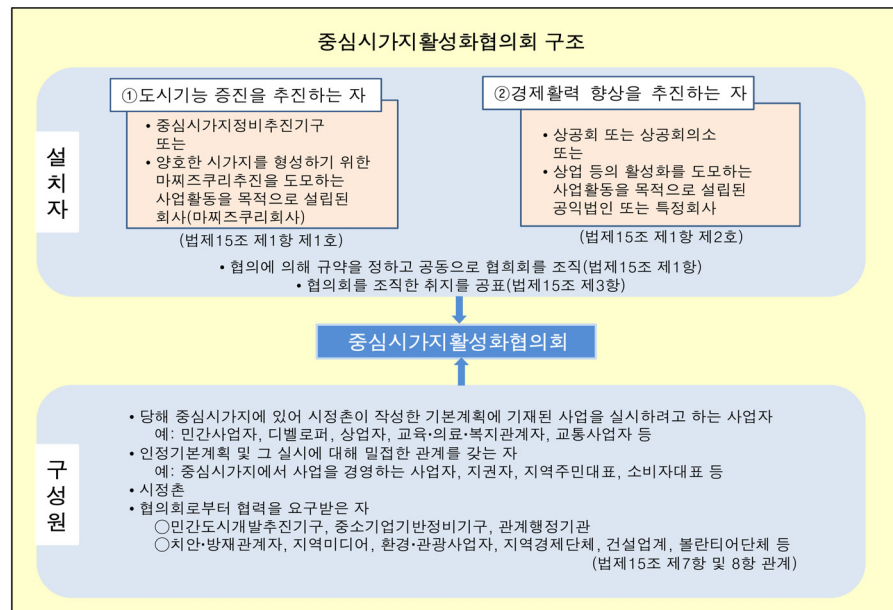 중심시가지활성화협의회 구조
설치자
①도시기능 증진을 추진하는 자
• 중심시가지정비추진기구
또는
• 양호한 시가지를 형성하기 위한
마찌즈쿠리추진을 도모하는
사업활동을 목적으로 설립된
회사(마찌즈쿠리회사)
(법제15조 제1항 제1호)
②경제활력 향상을 추진하는 자
• 상공회 또는 상공회의소
또는
• 상업 등의 활성화를 도모하는
사업활동을 목적으로 설립된
공익법인 또는 특정회사
(법제15조 제1항 제2호)
• 협의에 의해 규약을 정하고 공동으로 협희회를 조직(법제15조 제1항)
• 협의회를 조직한 취지를 공표(법제15조 제3항)
중심시가지활성화협의회
구성원
• 당해 중심시가지에 있어 시정촌이 작성한 기본계획에 기재된 사업을 실시하려고 하는 사업자
예: 민간사업자, 디벨로퍼, 상업자, 교육·의료·복지관계자, 교통사업자 등
• 인정기본계획 및 그 실시에 대해 밀접한 관계를 갖는 자
예: 중심시가지에서 사업을 경영하는 사업자, 지권자, 지역주민대표, 소비자대표 등
• 시정촌
• 협의회로부터 협력을 요구받은 자
○민간도시개발추진기구, 중소기업기반정비기구, 관계행정기관
○치안·방재관계자, 지역미디어, 환경·관광사업자, 지역경제단체, 건설업계, 볼란티어단체 등
(법제15조 제7항 및 8항 관계)